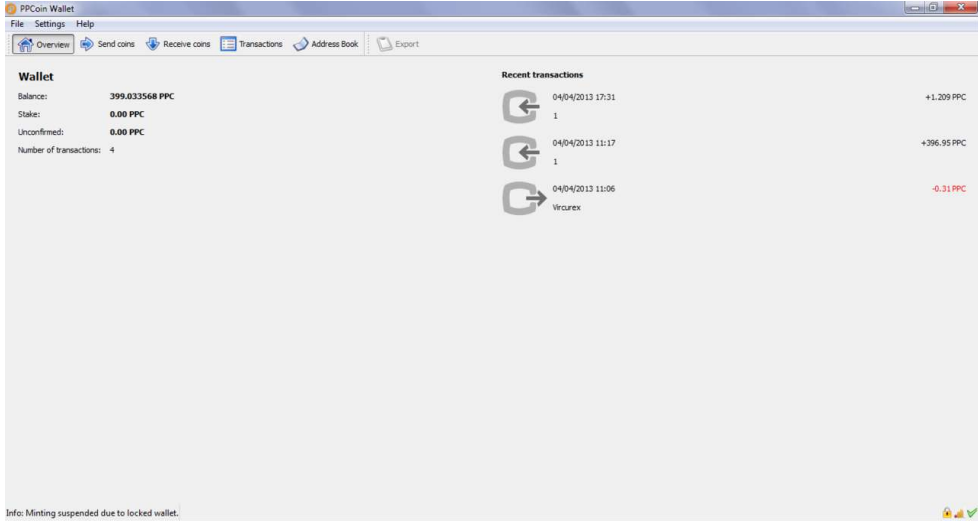 PPCoin Wallet
File Settings Help
Overview Send coins Receive coins Transactions Address Book Export
Wallet
Balance: 399.033568 PPC
Stake: 0.00 PPC
Unconfirmed: 0.00 PPC
Number of transactions: 4
Recent transactions
04/04/2013 17:31 +1.209 PPC
1
04/04/2013 11:17 +396.95 PPC
1
04/04/2013 11:06 -0.31 PPC
Vircurex
Info: Minting suspended due to locked wallet.